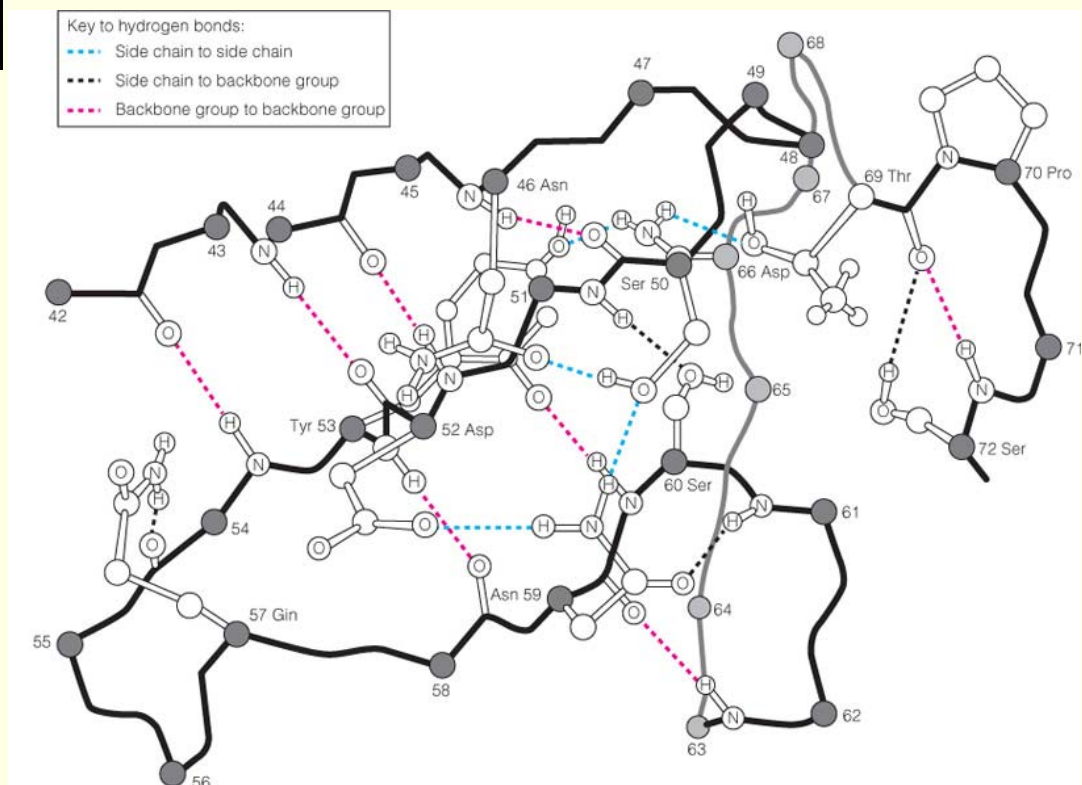 Key to hydrogen bonds:
Side chain to side chain
Side chain to backbone group
Backbone group to backbone group
68
47
49
48
45
46 Asn
N
H
H
O
H
N
H
O
O
H
67
69 Thr
N
70 Pro
44
43
N
H
O
51
N
H
Ser 50
66 Asp
O
42
O
O
H
H
N
H
N
O
H
O
O
H
O
H
N
71
65
H
O
Tyr 53
52 Asp
H
N
O
72 Ser
H
N
H
O
H
N
O
54
O
O
H
N
H
H
N
60 Ser
N
H
61
O
O
Asn 59
O
O
64
57 Gln
55
58
H
N
63
62
56